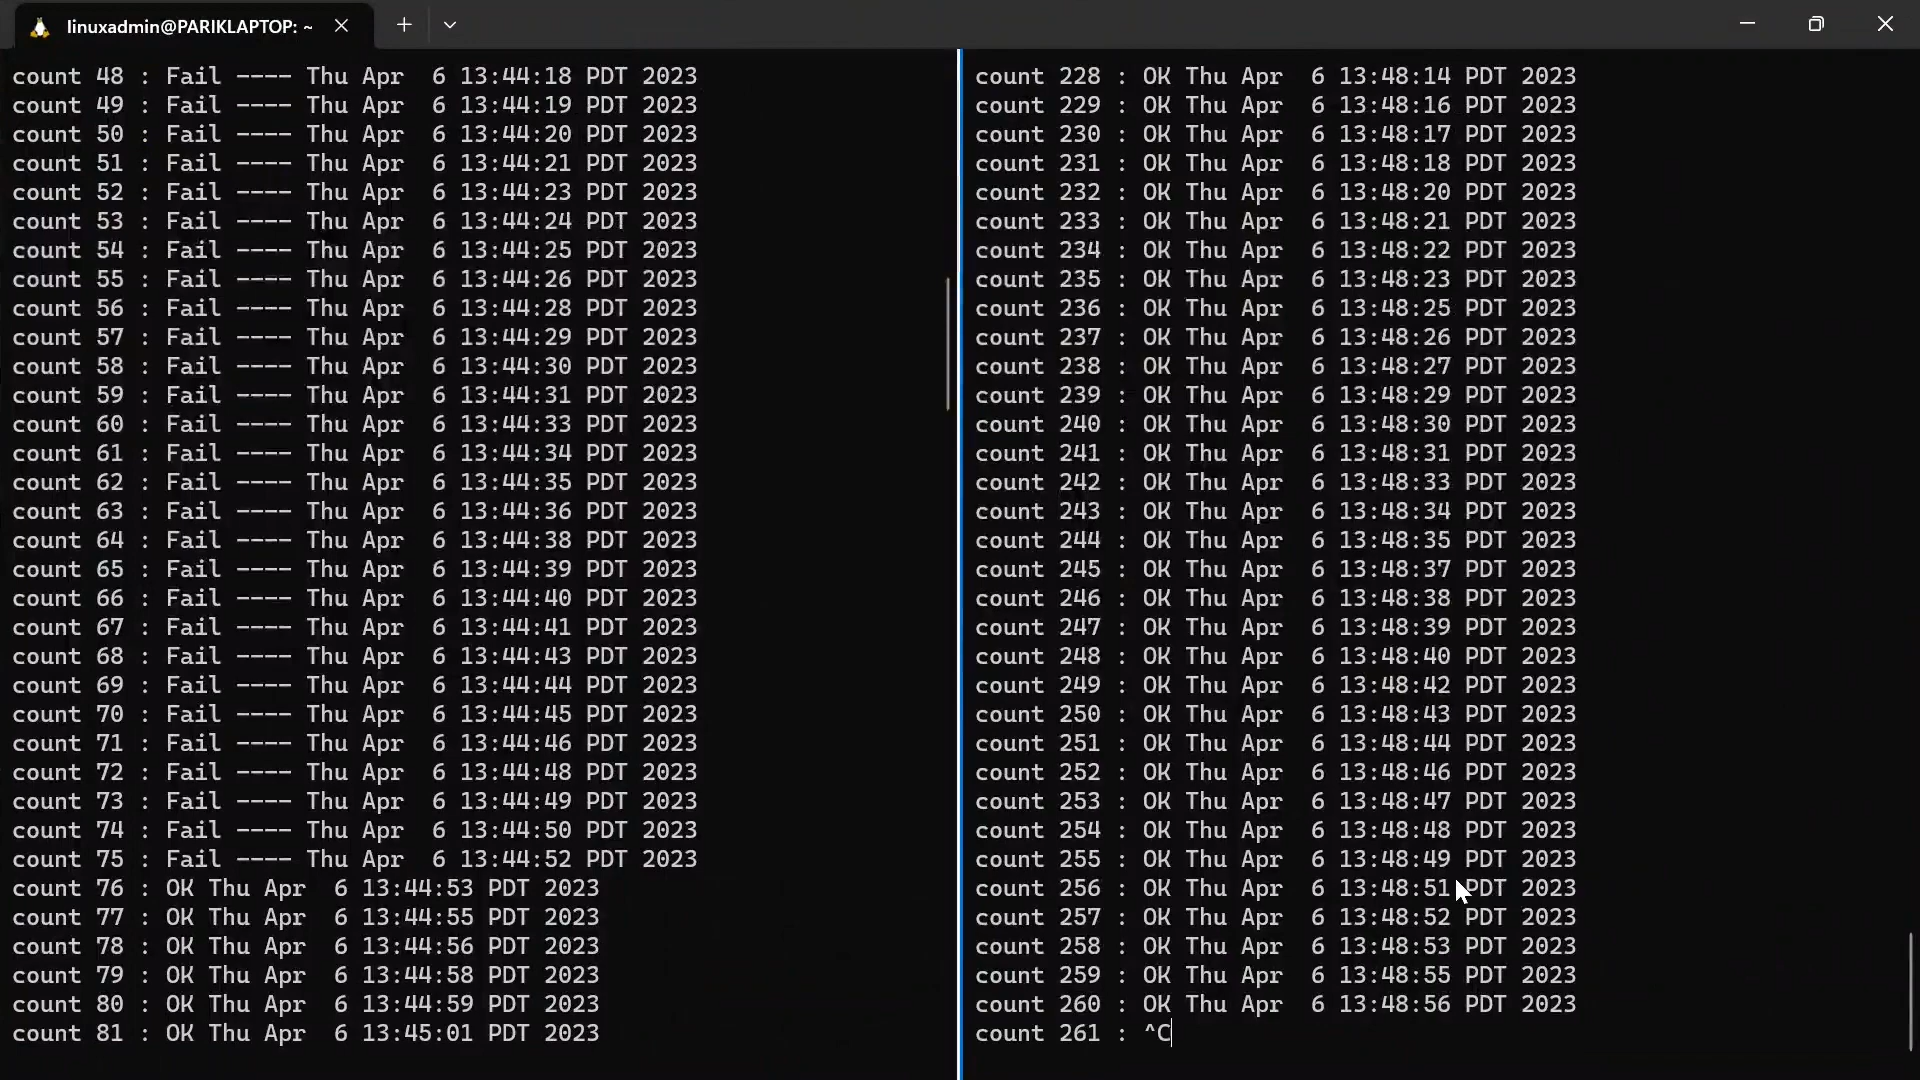 linuxadmin@PARIKLAPTOP: ~
count 48 : Fail ---- Thu Apr  6 13:44:18 PDT 2023
count 49 : Fail ---- Thu Apr  6 13:44:19 PDT 2023
count 50 : Fail ---- Thu Apr  6 13:44:20 PDT 2023
count 51 : Fail ---- Thu Apr  6 13:44:21 PDT 2023
count 52 : Fail ---- Thu Apr  6 13:44:23 PDT 2023
count 53 : Fail ---- Thu Apr  6 13:44:24 PDT 2023
count 54 : Fail ---- Thu Apr  6 13:44:25 PDT 2023
count 55 : Fail ---- Thu Apr  6 13:44:26 PDT 2023
count 56 : Fail ---- Thu Apr  6 13:44:28 PDT 2023
count 57 : Fail ---- Thu Apr  6 13:44:29 PDT 2023
count 58 : Fail ---- Thu Apr  6 13:44:30 PDT 2023
count 59 : Fail ---- Thu Apr  6 13:44:31 PDT 2023
count 60 : Fail ---- Thu Apr  6 13:44:33 PDT 2023
count 61 : Fail ---- Thu Apr  6 13:44:34 PDT 2023
count 62 : Fail ---- Thu Apr  6 13:44:35 PDT 2023
count 63 : Fail ---- Thu Apr  6 13:44:36 PDT 2023
count 64 : Fail ---- Thu Apr  6 13:44:38 PDT 2023
count 65 : Fail ---- Thu Apr  6 13:44:39 PDT 2023
count 66 : Fail ---- Thu Apr  6 13:44:40 PDT 2023
count 67 : Fail ---- Thu Apr  6 13:44:41 PDT 2023
count 68 : Fail ---- Thu Apr  6 13:44:43 PDT 2023
count 69 : Fail ---- Thu Apr  6 13:44:44 PDT 2023
count 70 : Fail ---- Thu Apr  6 13:44:45 PDT 2023
count 71 : Fail ---- Thu Apr  6 13:44:46 PDT 2023
count 72 : Fail ---- Thu Apr  6 13:44:48 PDT 2023
count 73 : Fail ---- Thu Apr  6 13:44:49 PDT 2023
count 74 : Fail ---- Thu Apr  6 13:44:50 PDT 2023
count 75 : Fail ---- Thu Apr  6 13:44:52 PDT 2023
count 76 : OK Thu Apr  6 13:44:53 PDT 2023
count 77 : OK Thu Apr  6 13:44:55 PDT 2023
count 78 : OK Thu Apr  6 13:44:56 PDT 2023
count 79 : OK Thu Apr  6 13:44:58 PDT 2023
count 80 : OK Thu Apr  6 13:44:59 PDT 2023
count 81 : OK Thu Apr  6 13:45:01 PDT 2023
count 228 : OK Thu Apr  6 13:48:14 PDT 2023
count 229 : OK Thu Apr  6 13:48:16 PDT 2023
count 230 : OK Thu Apr  6 13:48:17 PDT 2023
count 231 : OK Thu Apr  6 13:48:18 PDT 2023
count 232 : OK Thu Apr  6 13:48:20 PDT 2023
count 233 : OK Thu Apr  6 13:48:21 PDT 2023
count 234 : OK Thu Apr  6 13:48:22 PDT 2023
count 235 : OK Thu Apr  6 13:48:23 PDT 2023
count 236 : OK Thu Apr  6 13:48:25 PDT 2023
count 237 : OK Thu Apr  6 13:48:26 PDT 2023
count 238 : OK Thu Apr  6 13:48:27 PDT 2023
count 239 : OK Thu Apr  6 13:48:29 PDT 2023
count 240 : OK Thu Apr  6 13:48:30 PDT 2023
count 241 : OK Thu Apr  6 13:48:31 PDT 2023
count 242 : OK Thu Apr  6 13:48:33 PDT 2023
count 243 : OK Thu Apr  6 13:48:34 PDT 2023
count 244 : OK Thu Apr  6 13:48:35 PDT 2023
count 245 : OK Thu Apr  6 13:48:37 PDT 2023
count 246 : OK Thu Apr  6 13:48:38 PDT 2023
count 247 : OK Thu Apr  6 13:48:39 PDT 2023
count 248 : OK Thu Apr  6 13:48:40 PDT 2023
count 249 : OK Thu Apr  6 13:48:42 PDT 2023
count 250 : OK Thu Apr  6 13:48:43 PDT 2023
count 251 : OK Thu Apr  6 13:48:44 PDT 2023
count 252 : OK Thu Apr  6 13:48:46 PDT 2023
count 253 : OK Thu Apr  6 13:48:47 PDT 2023
count 254 : OK Thu Apr  6 13:48:48 PDT 2023
count 255 : OK Thu Apr  6 13:48:49 PDT 2023
count 256 : OK Thu Apr  6 13:48:51 PDT 2023
count 257 : OK Thu Apr  6 13:48:52 PDT 2023
count 258 : OK Thu Apr  6 13:48:53 PDT 2023
count 259 : OK Thu Apr  6 13:48:55 PDT 2023
count 260 : OK Thu Apr  6 13:48:56 PDT 2023
count 261 : ^C